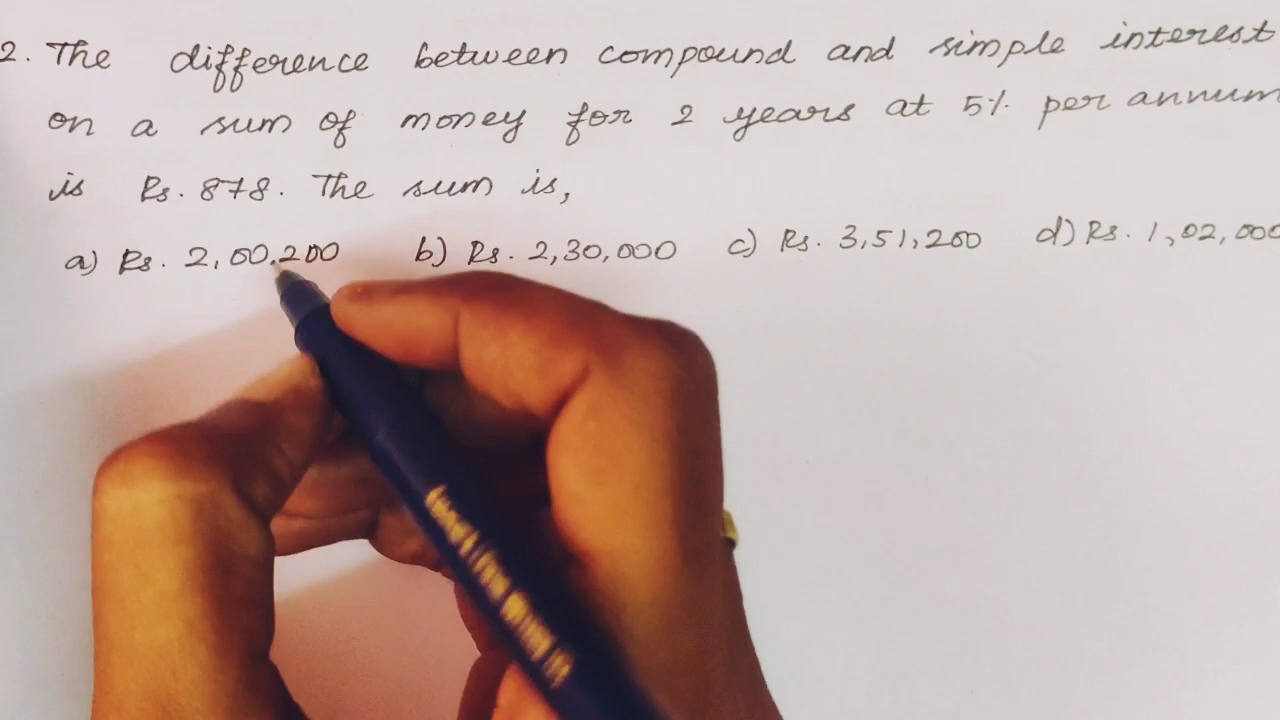 2. The difference between compound and simple interest
on a sum of money for 2 years at 5% per annum
is Rs. 878. The sum is,
a) Rs. 2,00,200 b) Rs. 2,30,000 c) Rs. 3,51,200 d) Rs. 1,02,000